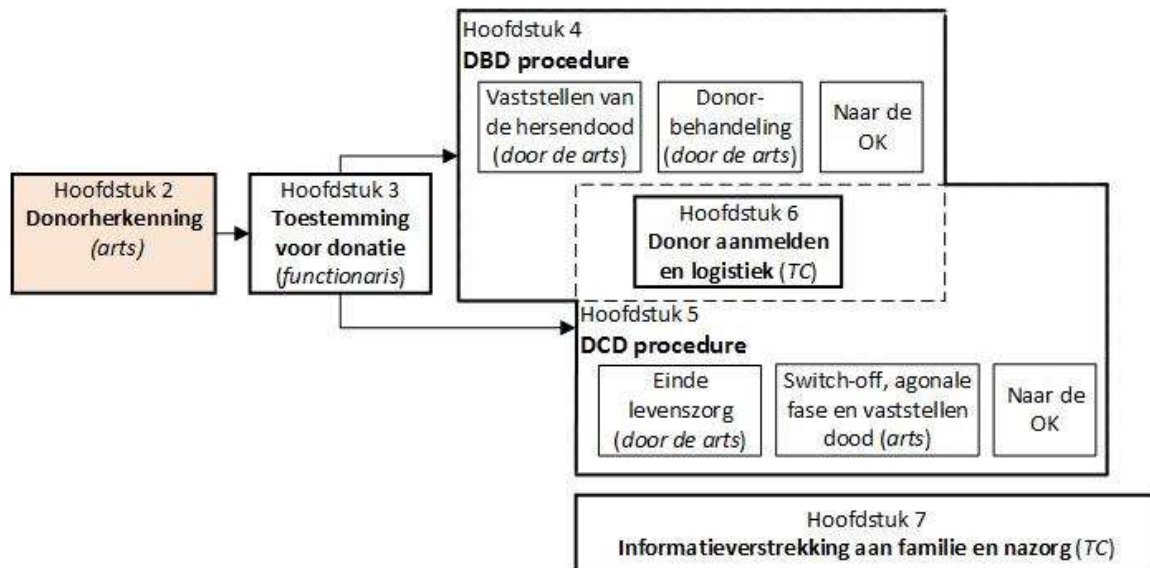 Hoofdstuk 4
DBD procedure
Vaststellen van
de hersendood
(door de arts)
Donor-
behandeling
(door de arts)
Naar de
OK
Hoofdstuk 2
Donorherkenning
(arts)
Hoofdstuk 3
Toestemming
voor donatie
(functionaris)
Hoofdstuk 6
Donor aanmelden
en logistiek (TC)
Hoofdstuk 5
DCD procedure
Einde
levenszorg
(door de arts)
Switch-off, agonale
fase en vaststellen
dood (arts)
Naar de
OK
Hoofdstuk 7
Informatieverstrekking aan familie en nazorg (TC)